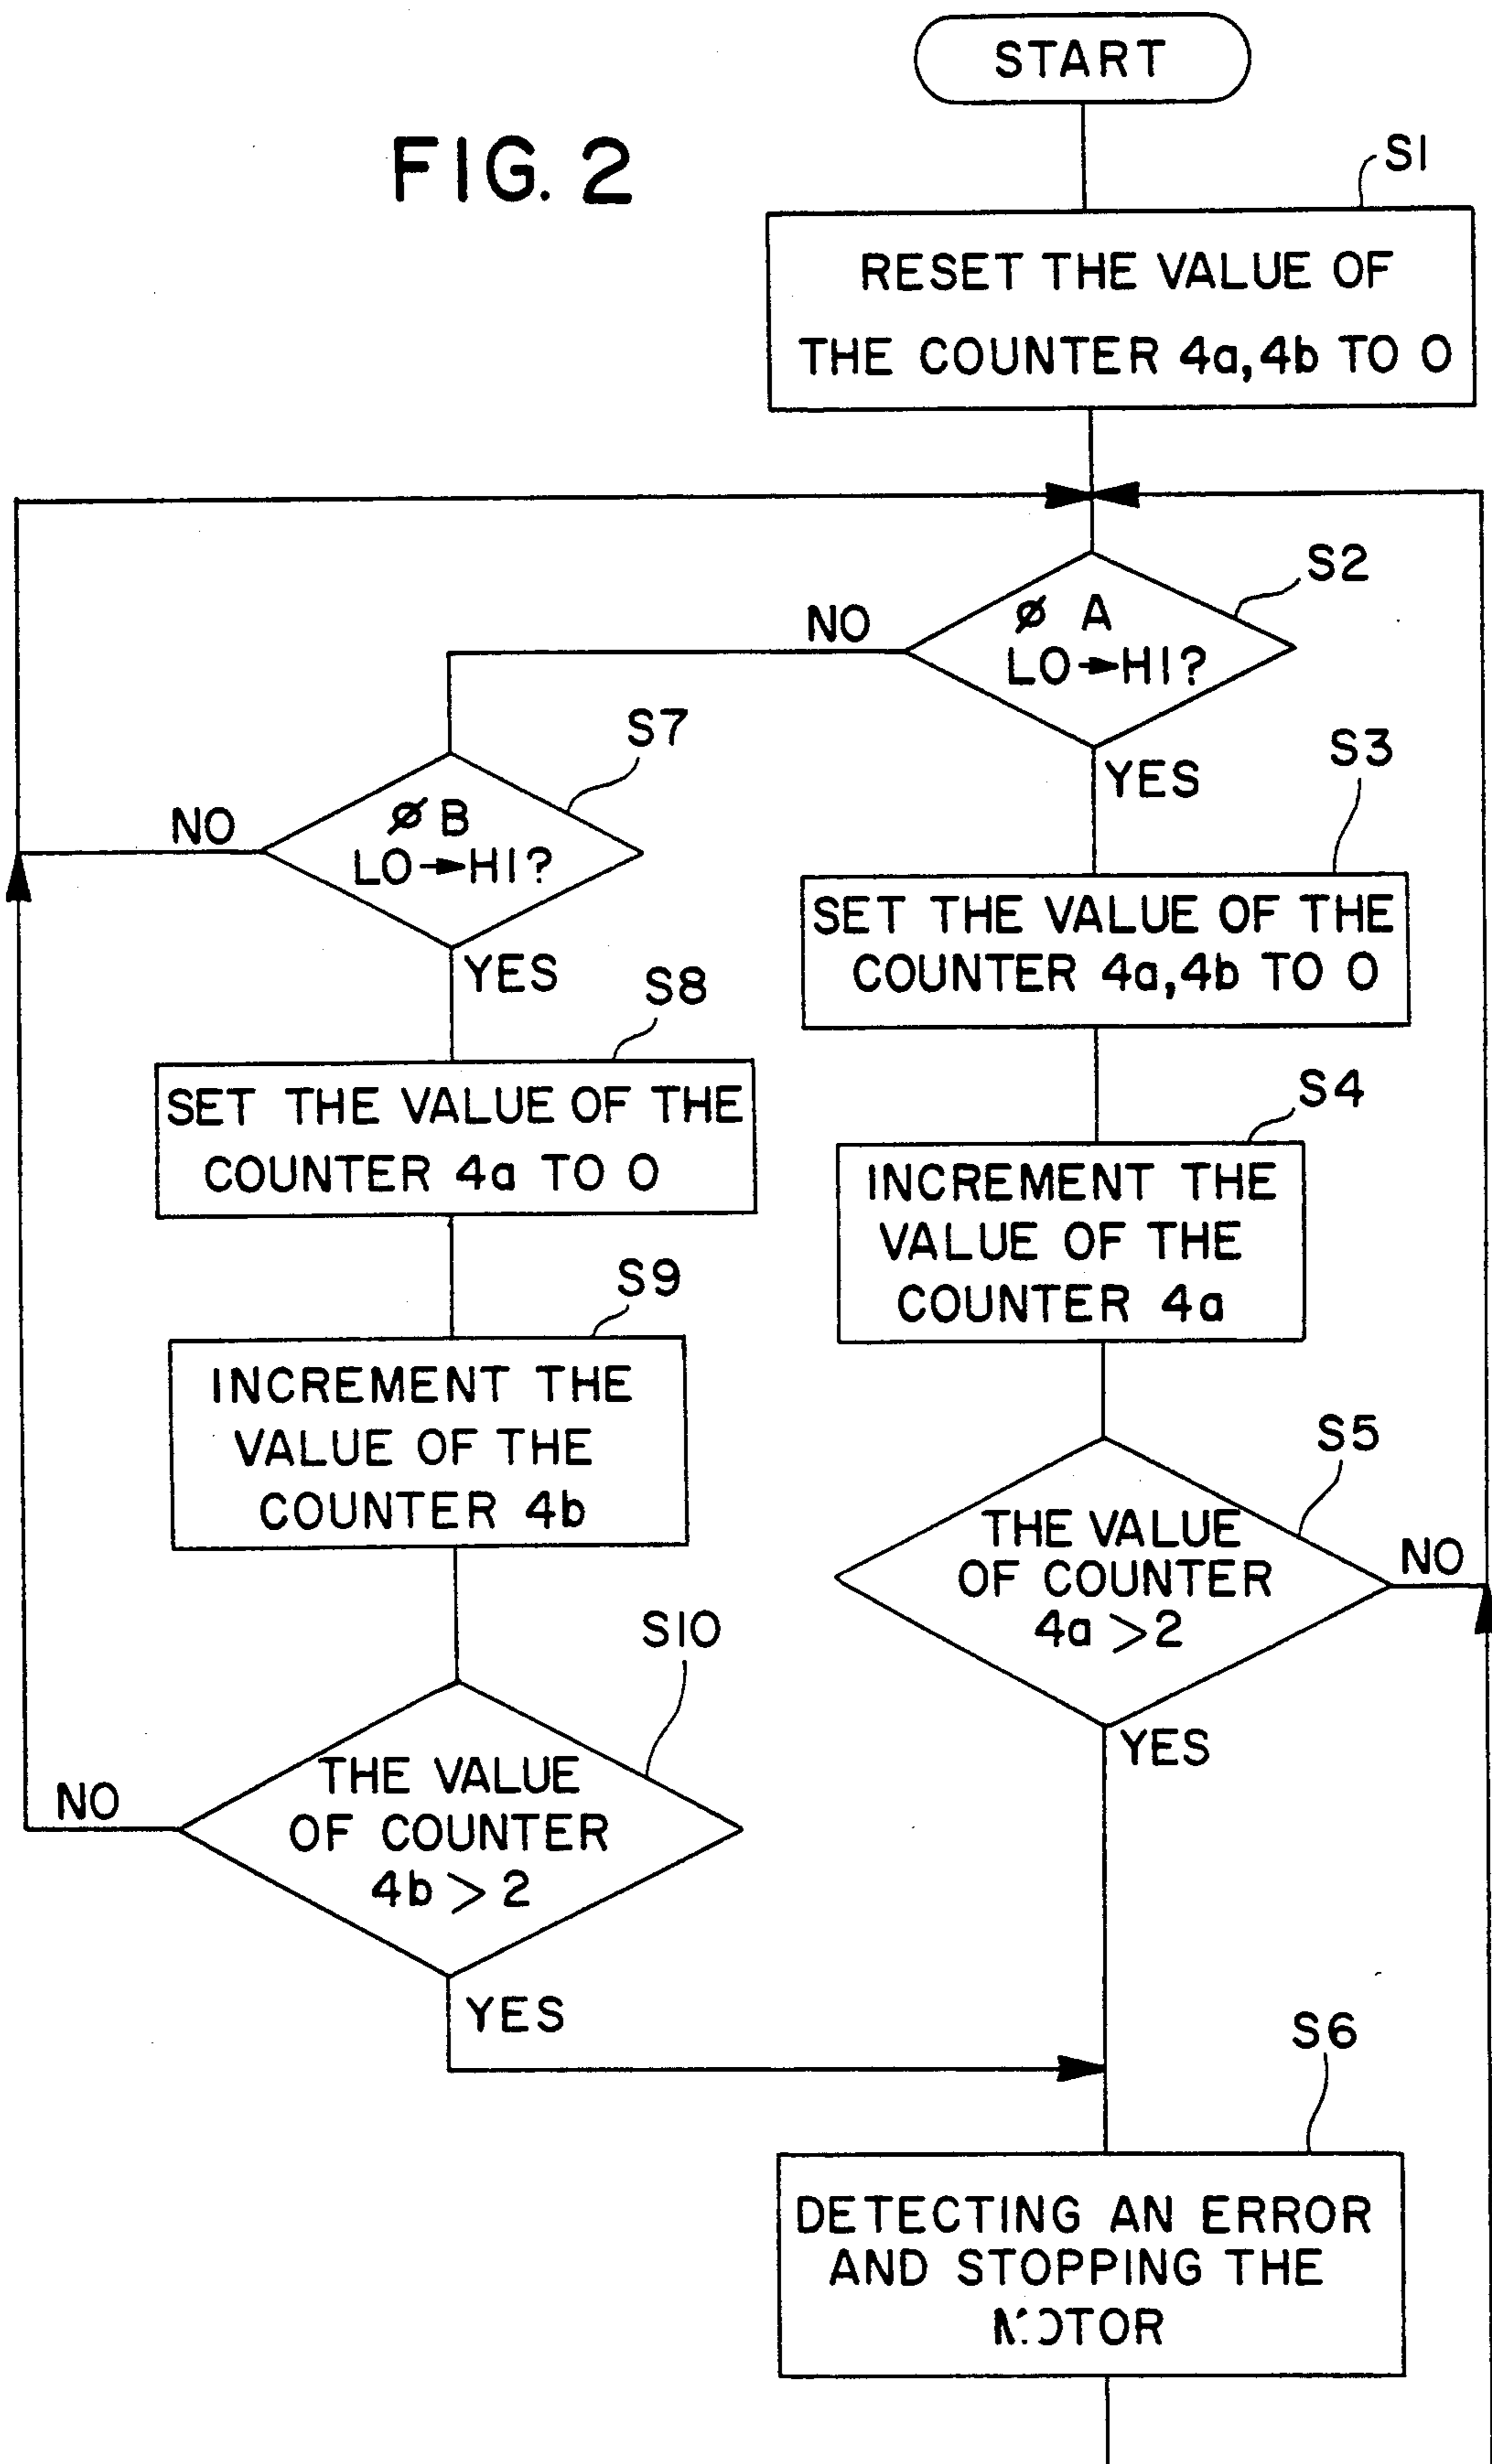 START
FIG. 2
S1
RESET THE VALUE OF
THE COUNTER 4a,4b TO 0
S2
NO
Ø A
LO→HI?
YES
S7
NO
Ø B
LO→HI?
YES
S3
SET THE VALUE OF THE
COUNTER 4a,4b TO 0
S8
SET THE VALUE OF THE
COUNTER 4a TO 0
S4
INCREMENT THE
VALUE OF THE
COUNTER 4a
S9
INCREMENT THE
VALUE OF THE
COUNTER 4b
S5
THE VALUE
OF COUNTER
4a >2
NO
YES
S10
THE VALUE
OF COUNTER
4b > 2
NO
YES
S6
DETECTING AN ERROR
AND STOPPING THE
MOTOR